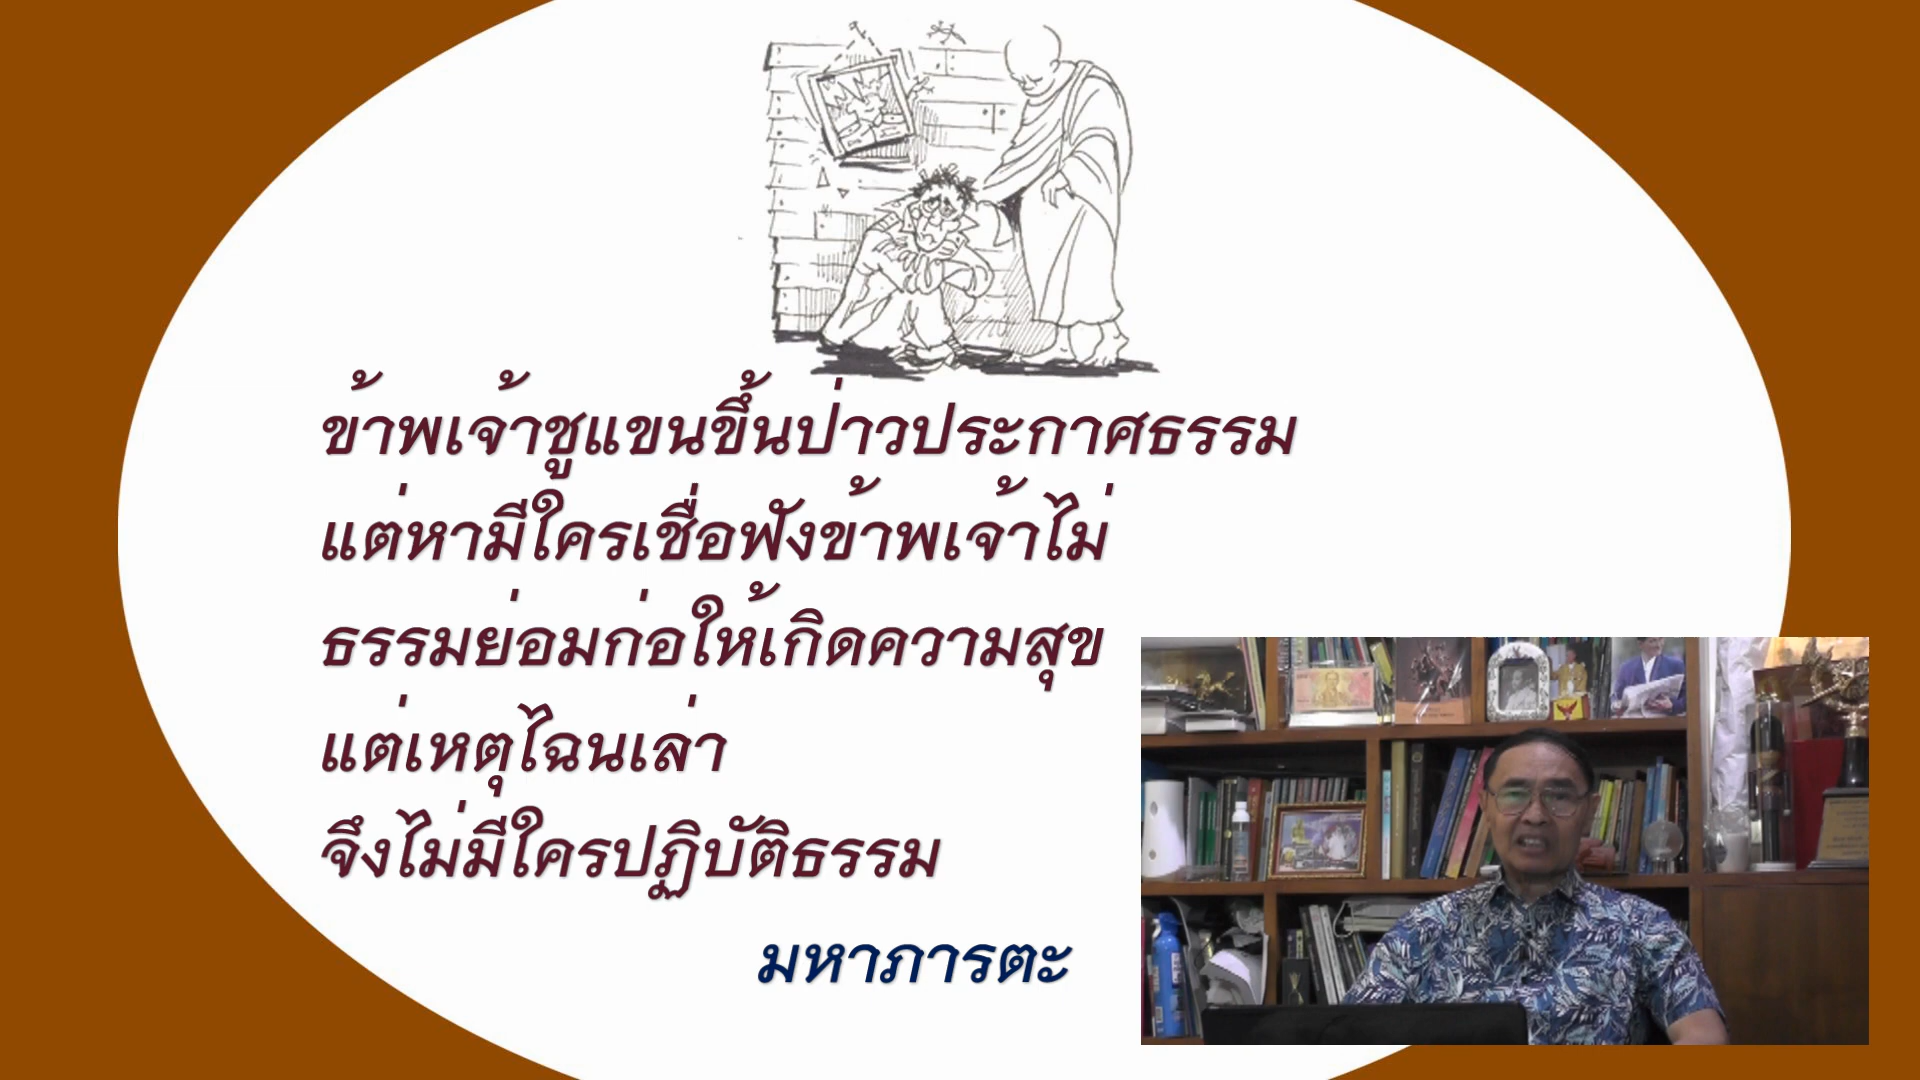 ข้าพเจ้าชูแขนขึ้นป่าวประกาศธรรม
แต่หามีใครเชื่อฟังข้าพเจ้าไม่
ธรรมย่อมก่อให้เกิดความสุข
แต่เหตุไฉนเล่า
จึงไม่มีใครปฏิบัติธรรม
มหาภารตะ